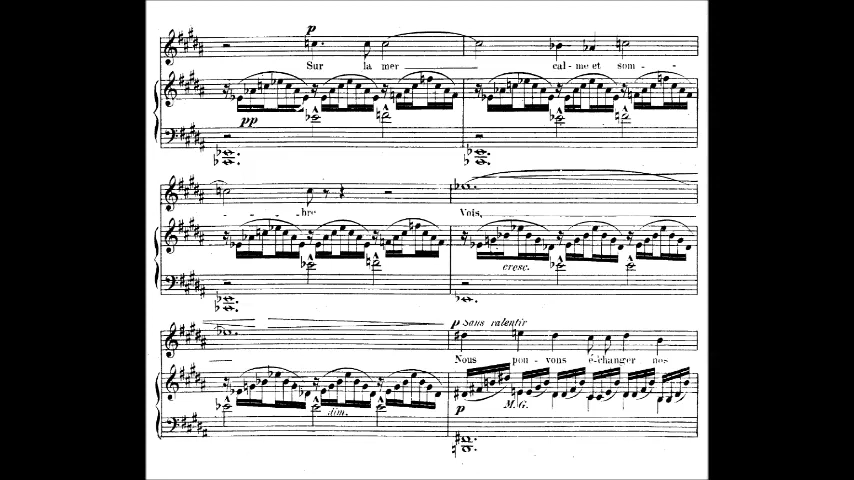 p
Sur la mer calme et som-
pp
- - bre Vois,
cresc.
p Sans ralentir
Nous pou - vons é-changer nos
dim. p M.G.